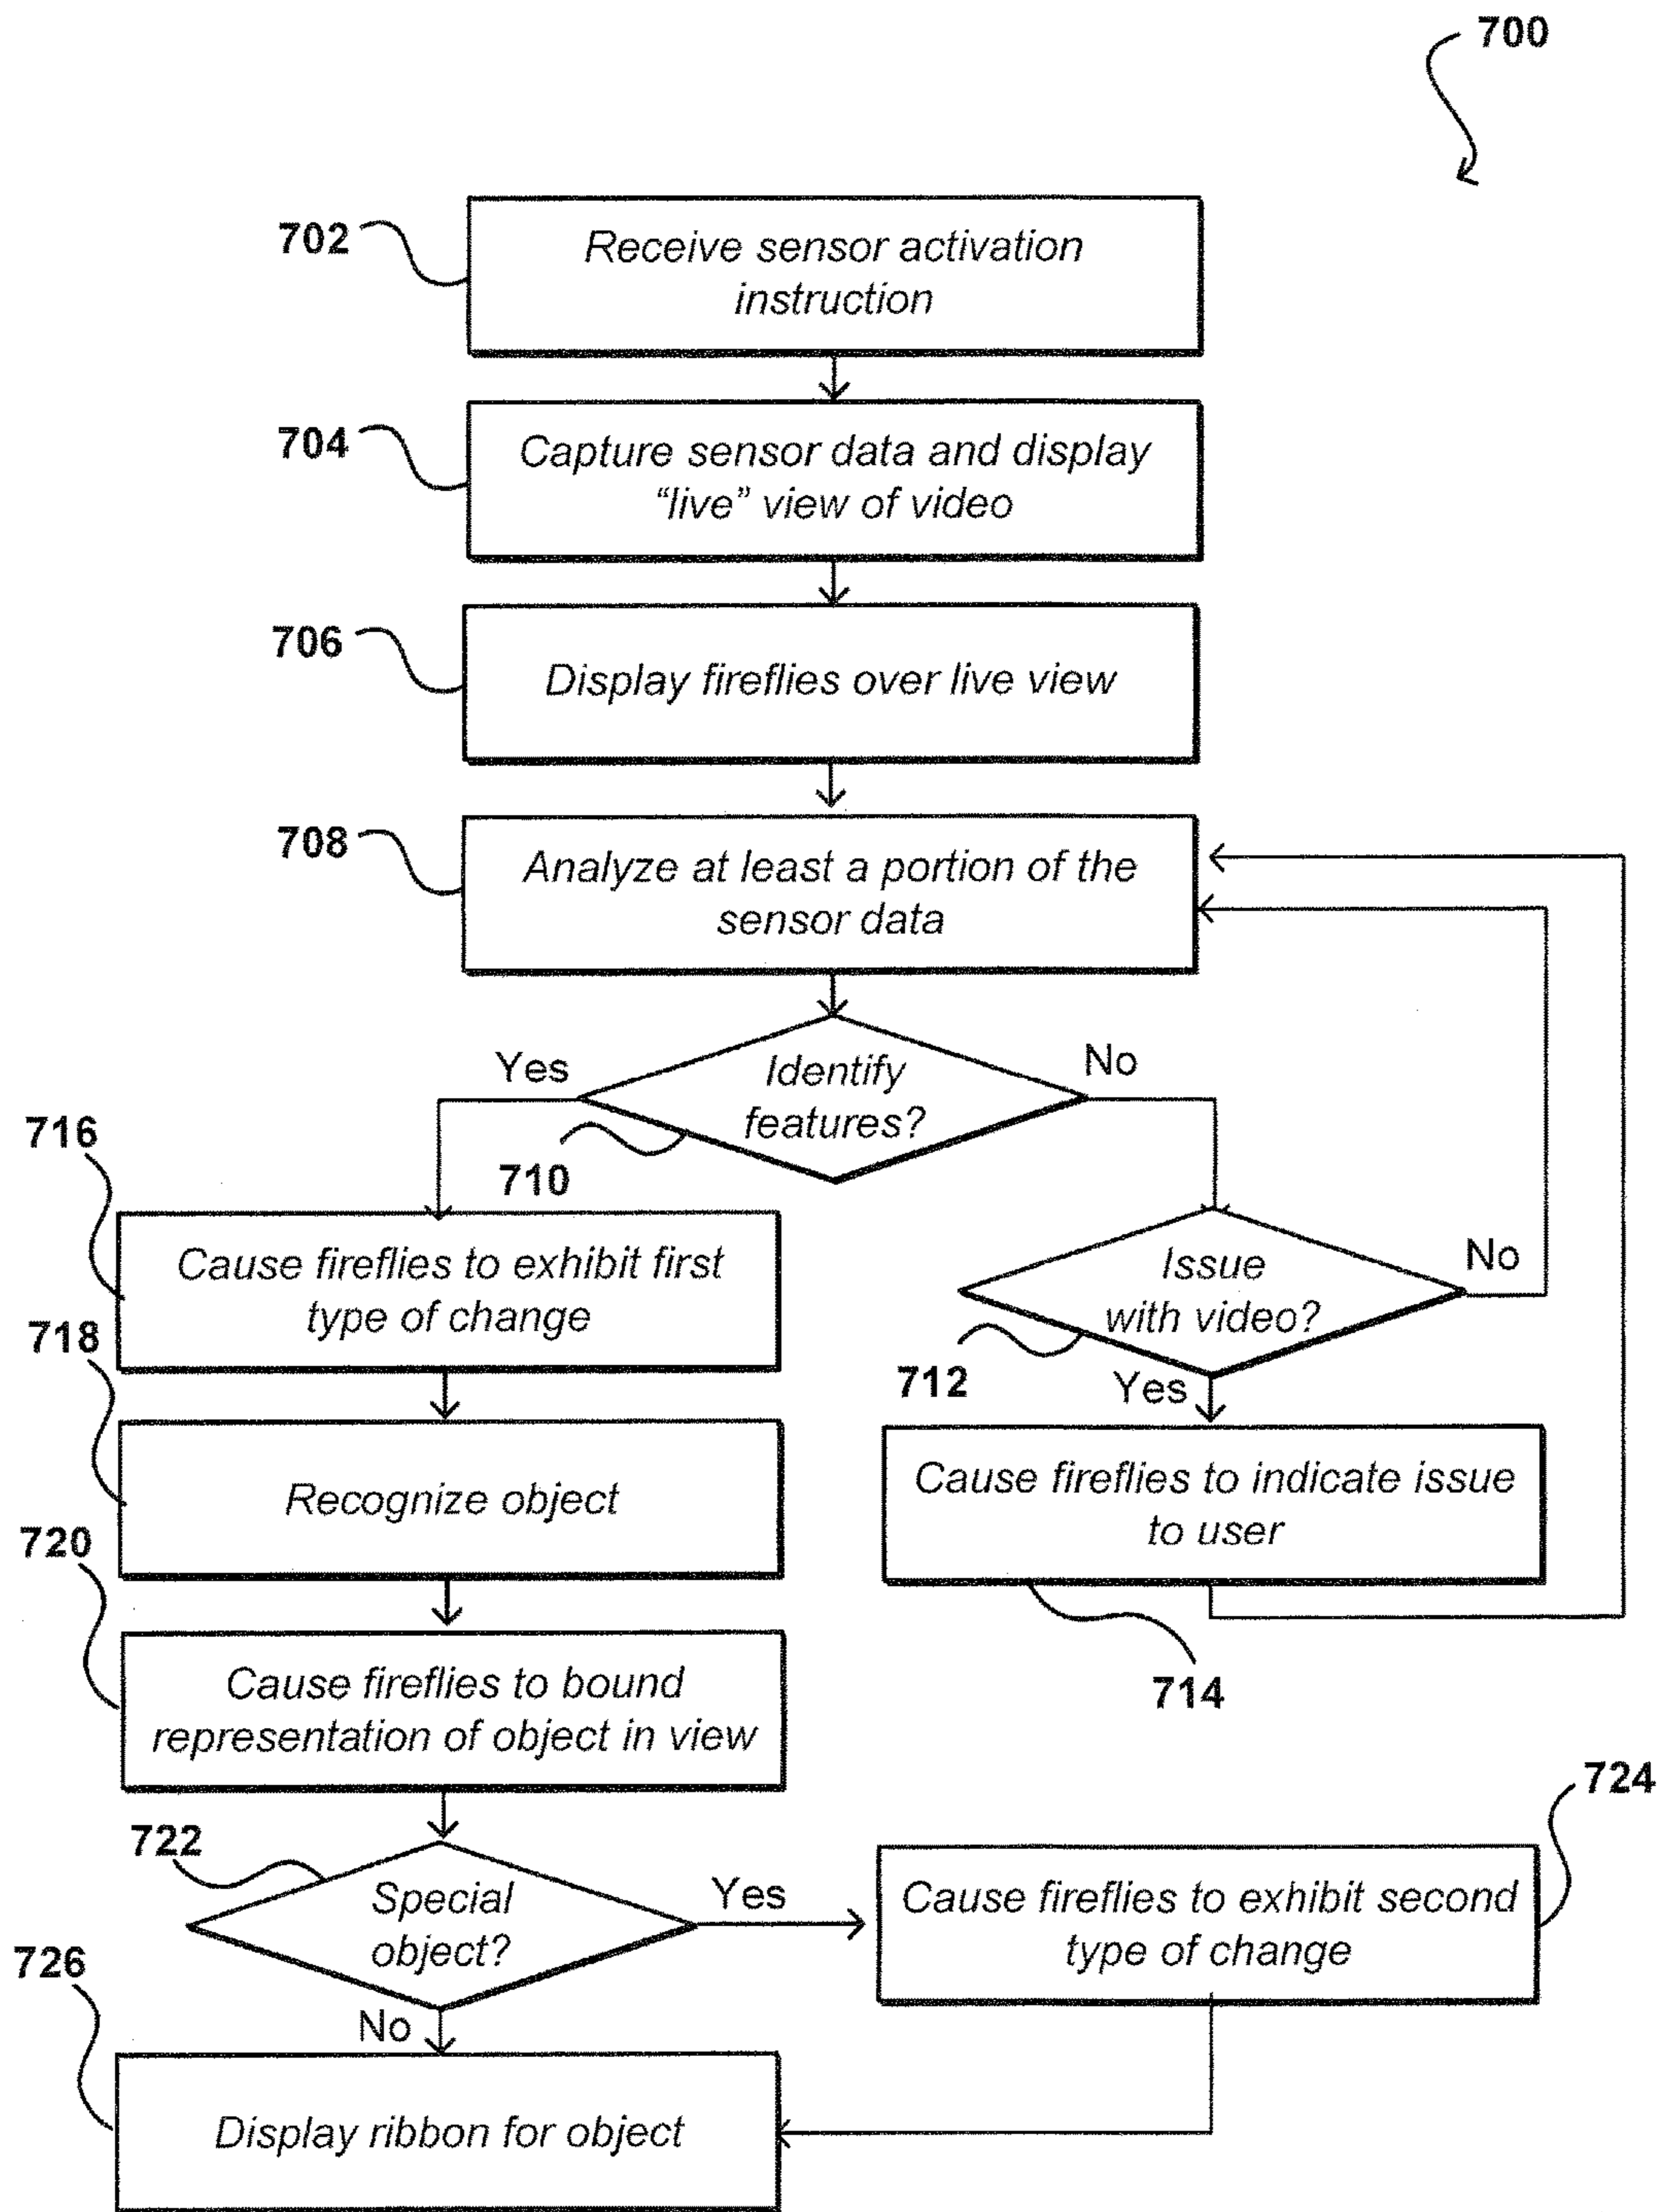 700
702
Receive sensor activation
instruction
704
Capture sensor data and display
“live” view of video
706
Display fireflies over live view
708
Analyze at least a portion of the
sensor data
Yes
Identify
features?
No
710
716
Cause fireflies to exhibit first
type of change
Issue
with video?
No
712
Yes
718
Recognize object
Cause fireflies to indicate issue
to user
714
720
Cause fireflies to bound
representation of object in view
722
Special
object?
Yes
No
724
Cause fireflies to exhibit second
type of change
726
Display ribbon for object